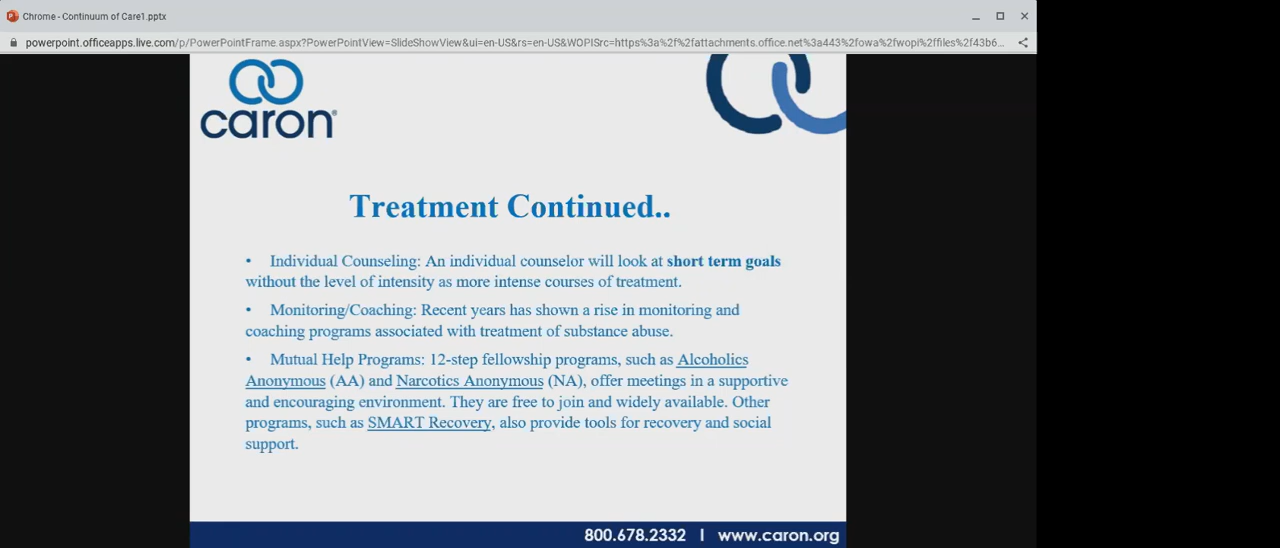 Chrome - Continuum of Care1.pptx
powerpoint.officeapps.live.com/p/PowerPointFrame.aspx?PowerPointView=SlideShowView&ui=en-US&rs=en-US&WOPISrc=https%3a%2f%2fattachments.office.net%3a443%2fowa%2fwopi%2ffiles%2f43b6...
caron®
Treatment Continued..
• Individual Counseling: An individual counselor will look at short term goals
without the level of intensity as more intense courses of treatment.
• Monitoring/Coaching: Recent years has shown a rise in monitoring and
coaching programs associated with treatment of substance abuse.
• Mutual Help Programs: 12-step fellowship programs, such as Alcoholics
Anonymous (AA) and Narcotics Anonymous (NA), offer meetings in a supportive
and encouraging environment. They are free to join and widely available. Other
programs, such as SMART Recovery, also provide tools for recovery and social
support.
800.678.2332 | www.caron.org